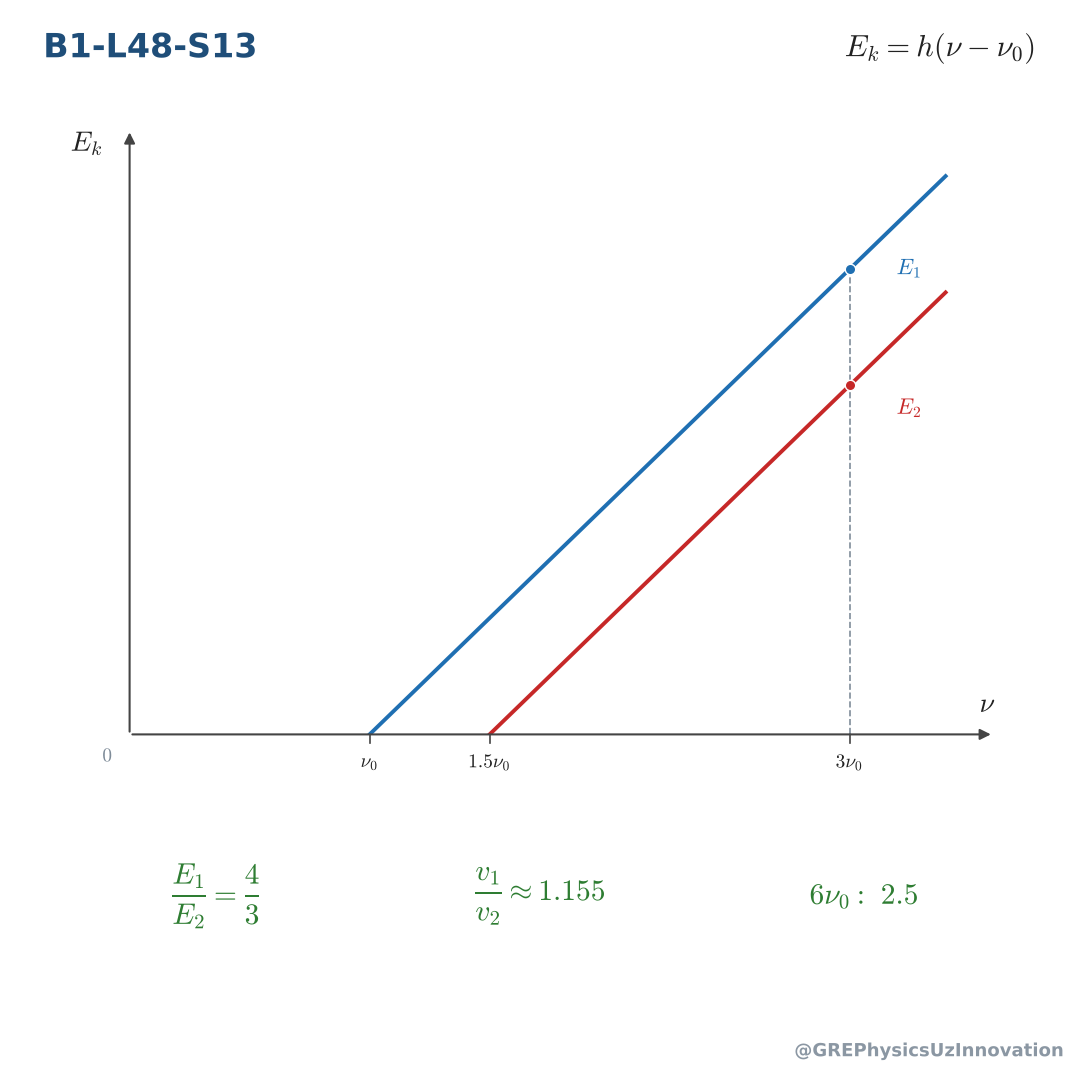 B1-L48-S13
E_k = h(ν − ν_0)
E_k
E_1
E_2
ν
0
ν_0
1.5ν_0
3ν_0
E_1/E_2 = 4/3
v_1/v_2 ≈ 1.155
6ν_0 : 2.5
@GREPhysicsUzInnovation